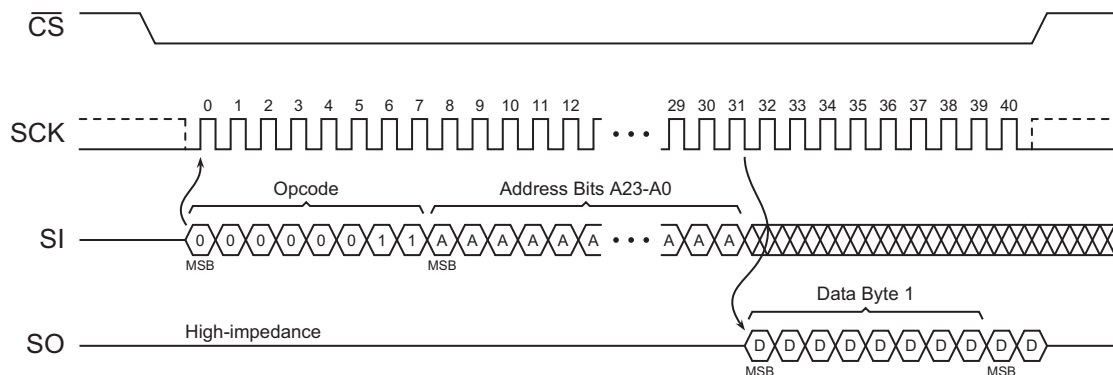 CS
0 1 2 3 4 5 6 7 8 9 10 11 12 29 30 31 32 33 34 35 36 37 38 39 40
SCK
Opcode Address Bits A23-A0
SI 0 0 0 0 0 0 1 1 A A A A A A A A A
MSB MSB
Data Byte 1
High-impedance
SO D D D D D D D D D D
MSB MSB